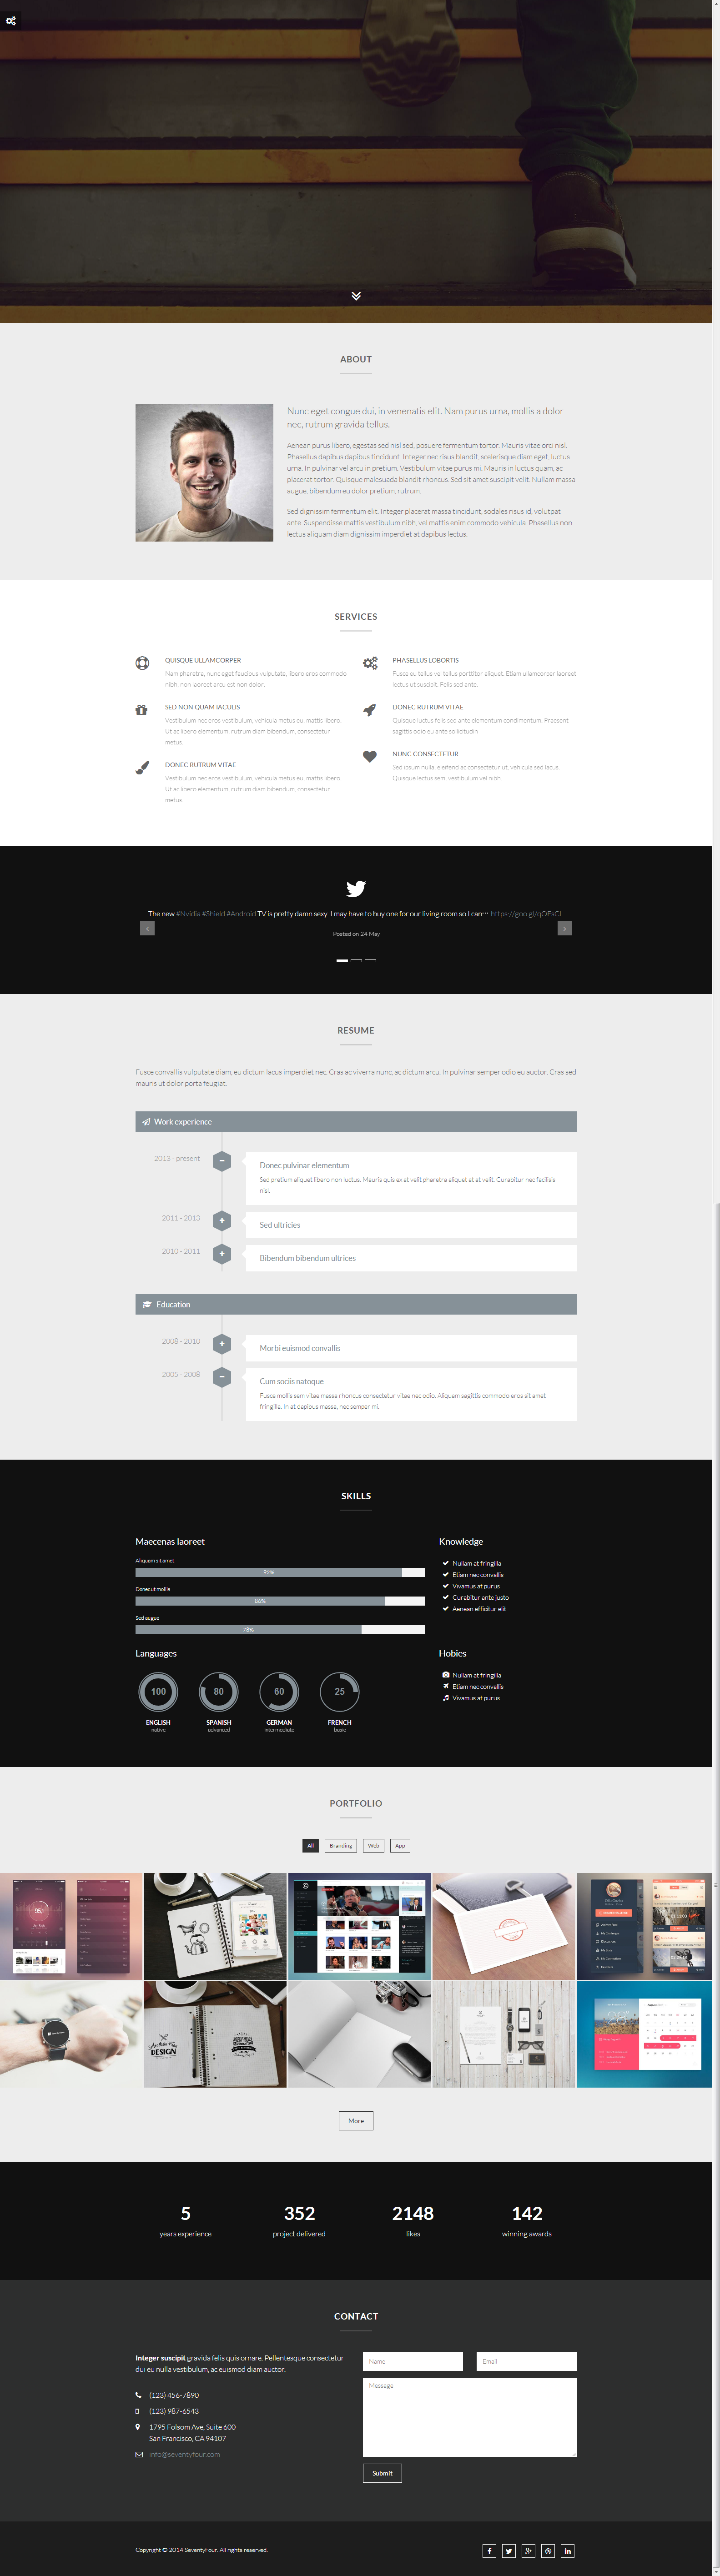 ABOUT
Nunc eget congue dui, in venenatis elit. Nam purus urna, mollis a dolor
nec, rutrum gravida tellus.
Aenean purus libero, egestas sed nisl sed, posuere fermentum tortor. Mauris vitae orci nisl.
Phasellus dapibus dapibus tincidunt. Integer nec risus blandit, scelerisque diam eget, luctus
urna. In pulvinar vel arcu in pretium. Vestibulum vitae purus mi. Mauris in luctus quam, ac
placerat tortor. Quisque malesuada blandit rhoncus. Sed sit amet suscipit velit. Nullam massa
augue, bibendum eu dolor pretium, rutrum.
Sed dignissim fermentum elit. Integer placerat massa tincidunt, sodales risus id, volutpat
ante. Suspendisse mattis vestibulum nibh, vel mattis enim commodo vehicula. Phasellus non
lectus aliquam diam dignissim imperdiet at dapibus lectus.
SERVICES
QUISQUE ULLAMCORPER
Nam pharetra, nunc eget faucibus vulputate, libero eros commodo
nibh, non laoreet arcu est non dolor.
SED NON QUAM IACULIS
Vestibulum nec eros vestibulum, vehicula metus eu, mattis libero.
Ut ac libero elementum, rutrum diam bibendum, consectetur
metus.
DONEC RUTRUM VITAE
Vestibulum nec eros vestibulum, vehicula metus eu, mattis libero.
Ut ac libero elementum, rutrum diam bibendum, consectetur
metus.
PHASELLUS LOBORTIS
Fusce eu tellus vel tellus porttitor aliquet. Etiam ullamcorper laoreet
lectus ut suscipit. Felis sed ante.
DONEC RUTRUM VITAE
Quisque luctus felis sed ante elementum condimentum. Praesent
sagittis odio eu ante sollicitudin
NUNC CONSECTETUR
Sed ipsum nulla, eleifend ac consectetur ut, vehicula sed lacus.
Quisque lectus sem, vestibulum vel nibh.
The new #Nvidia #Shield #Android TV is pretty damn sexy. I may have to buy one for our living room so I can… https://goo.gl/qOFsCL
Posted on 24 May
RESUME
Fusce convallis vulputate diam, eu dictum lacus imperdiet nec. Cras ac viverra nunc, ac dictum arcu. In pulvinar semper odio eu auctor. Cras sed
mauris ut dolor porta feugiat.
Work experience
2013 - present
Donec pulvinar elementum
Sed pretium aliquet libero non luctus. Mauris quis ex at velit pharetra aliquet at at velit. Curabitur nec facilisis
nisi.
2011 - 2013
Sed ultricies
2010 - 2011
Bibendum bibendum ultrices
Education
2008 - 2010
Morbi euismod convallis
2005 - 2008
Cum sociis natoque
Fusce mollis sem vitae massa rhoncus consectetur vitae nec odio. Aliquam sagittis commodo eros sit amet
fringilla. In at dapibus massa, nec semper mi.
SKILLS
Maecenas laoreet
Aliquam sit amet
92%
Donec ut mollis
86%
Sed augue
78%
Knowledge
Nullam at fringilla
Etiam nec convallis
Vivamus at purus
Curabitur ante justo
Aenean efficitur elit
Languages
100
80
60
25
ENGLISH
SPANISH
GERMAN
FRENCH
native
advanced
intermediate
basic
Hobies
Nullam at fringilla
Etiam nec convallis
Vivamus at purus
PORTFOLIO
All
Branding
Web
App
DESIGN
More
5
352
2148
142
years experience
project delivered
likes
winning awards
CONTACT
Integer suscipit gravida felis quis ornare. Pellentesque consectetur
dui eu nulla vestibulum, ac euismod diam auctor.
(123) 456-7890
(123) 987-6543
1795 Folsom Ave, Suite 600
San Francisco, CA 94107
info@seventyfour.com
Name
Email
Message
Submit
Copyright © 2014 SeventyFour. All rights reserved.